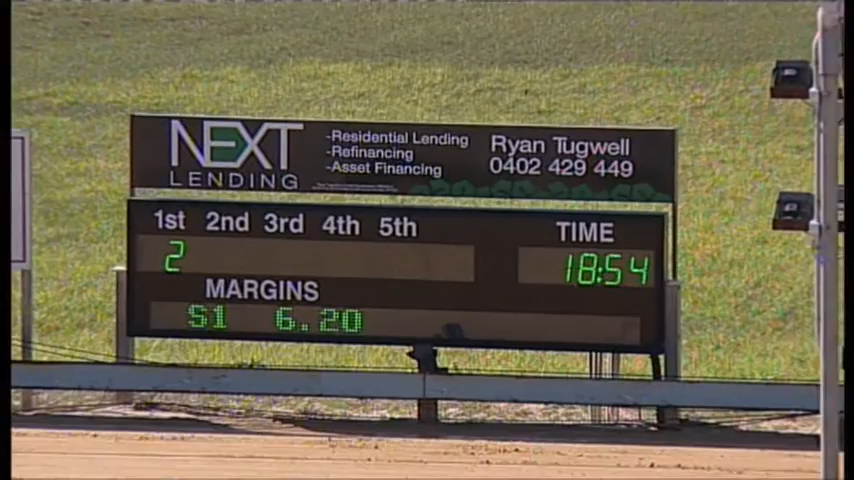 NEXT
LENDING
-Residential Lending
-Refinancing
-Asset Financing
Ryan Tugwell
0402 429 449
1st 2nd 3rd 4th 5th TIME
2 18:54
MARGINS
S1 6.20